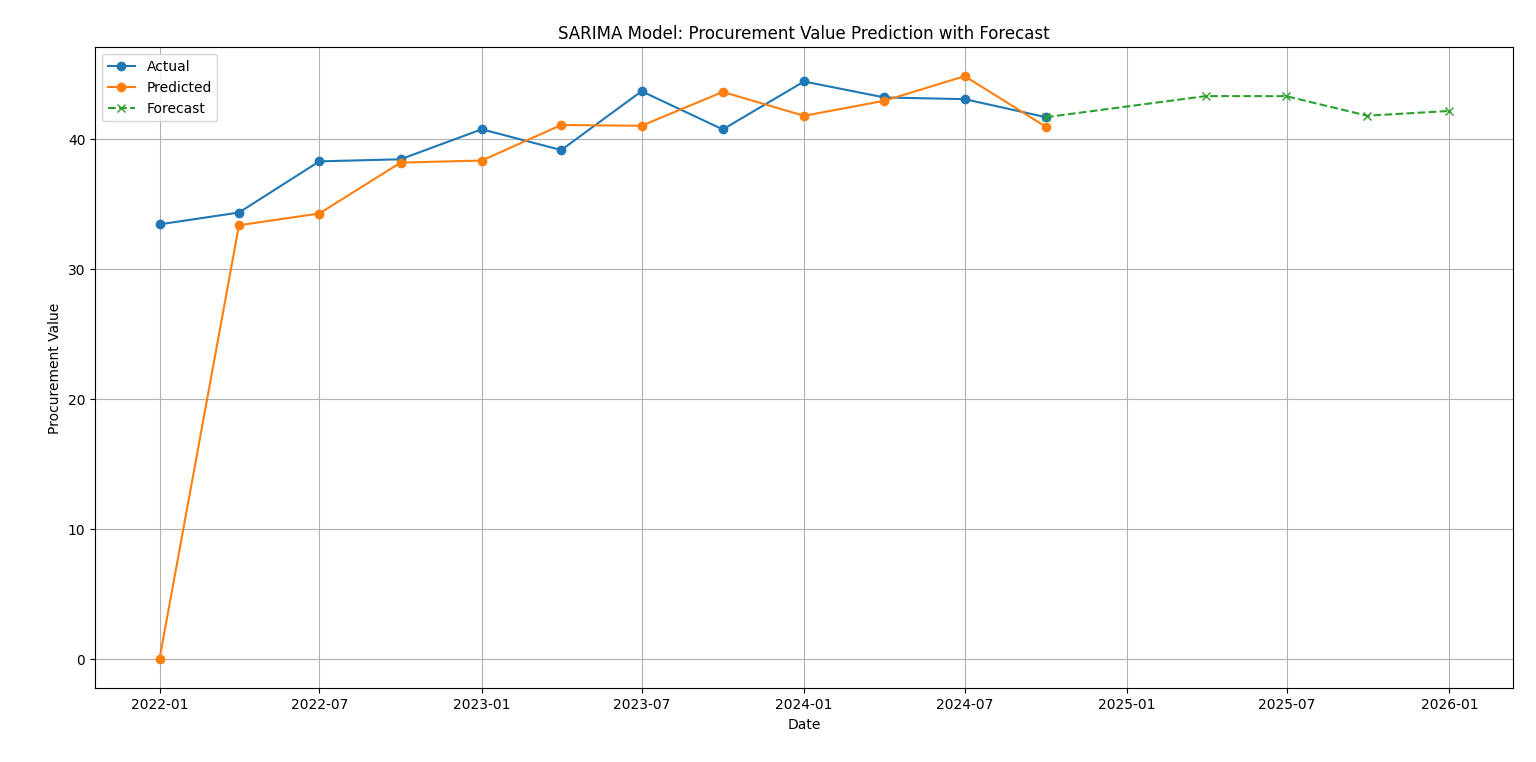 SARIMA Model: Procurement Value Prediction with Forecast
Actual
Predicted
Forecast
Procurement Value
40
30
20
10
0
2022-01 2022-07 2023-01 2023-07 2024-01 2024-07 2025-01 2025-07 2026-01
Date